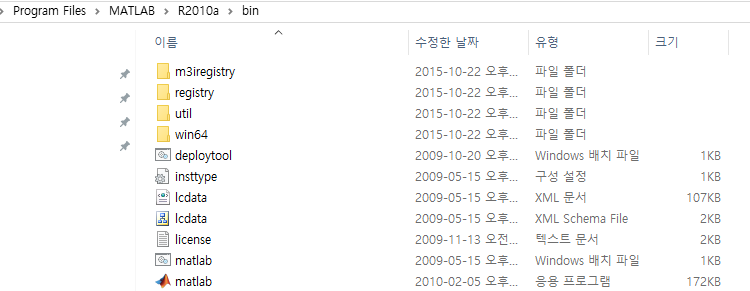 Program Files > MATLAB > R2010a > bin
이름 수정한 날짜 유형 크기
m3iregistry 2015-10-22 오후... 파일 폴더
registry 2015-10-22 오후... 파일 폴더
util 2015-10-22 오후... 파일 폴더
win64 2015-10-22 오후... 파일 폴더
deploytool 2009-10-20 오후... Windows 배치 파일 1KB
insttype 2009-05-15 오후... 구성 설정 1KB
lcdata 2009-05-15 오후... XML 문서 107KB
lcdata 2009-05-15 오후... XML Schema File 2KB
license 2009-11-13 오전... 텍스트 문서 2KB
matlab 2009-05-15 오후... Windows 배치 파일 1KB
matlab 2010-02-05 오후... 응용 프로그램 172KB